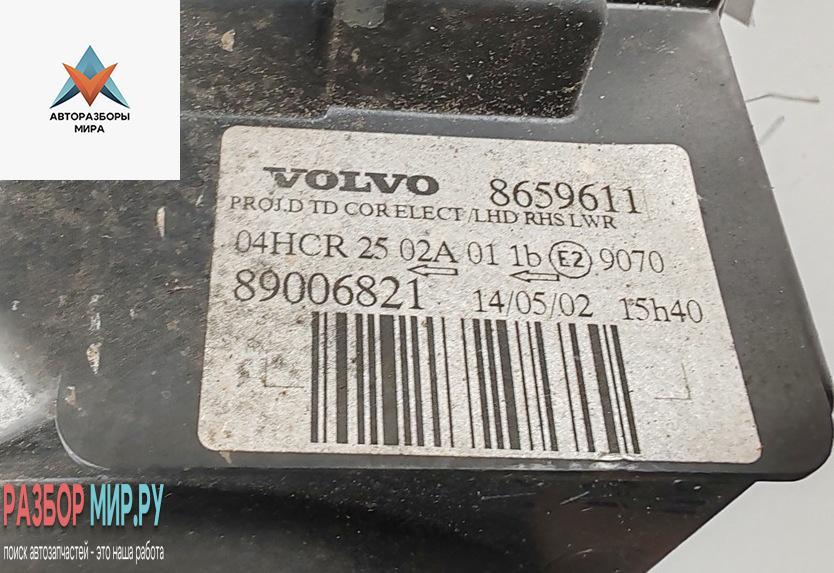 АВТОРАЗБОРЫ
МИРА
VOLVO 8659611
PROJ.D TD COR ELECT /LHD RHS LWR
04HCR 25 02A 01 1b E2 9070
89006821 14/05/02 15h40
РАЗБОР МИР.РУ
поиск автозапчастей - это наша работа